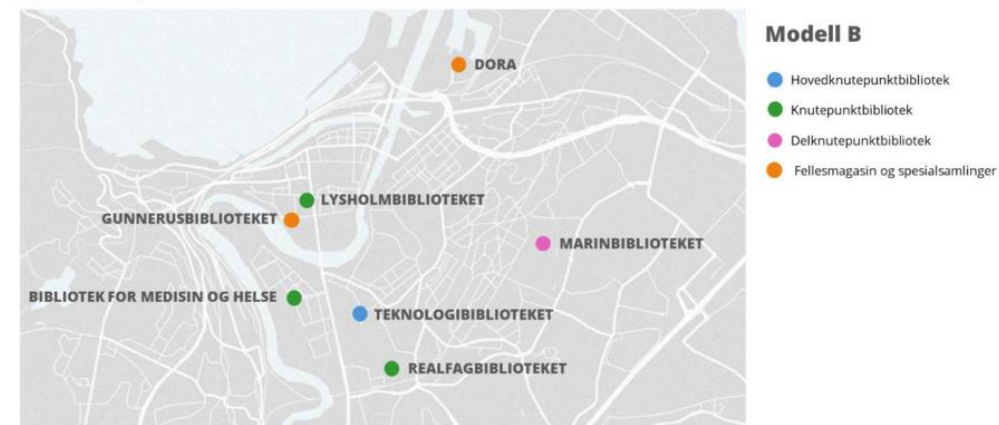 Modell B
Hovedknutepunktbibliotek
Knutepunktbibliotek
Delknutepunktbibliotek
Fellesmagasin og spesialsamlinger
DORA
LYSHOLMBIBLIOTEKET
GUNNERUSBIBLIOTEKET
MARINBIBLIOTEKET
BIBLIOTEK FOR MEDISIN OG HELSE
TEKNOLOGIBIBLIOTEKET
REALFAGBIBLIOTEKET